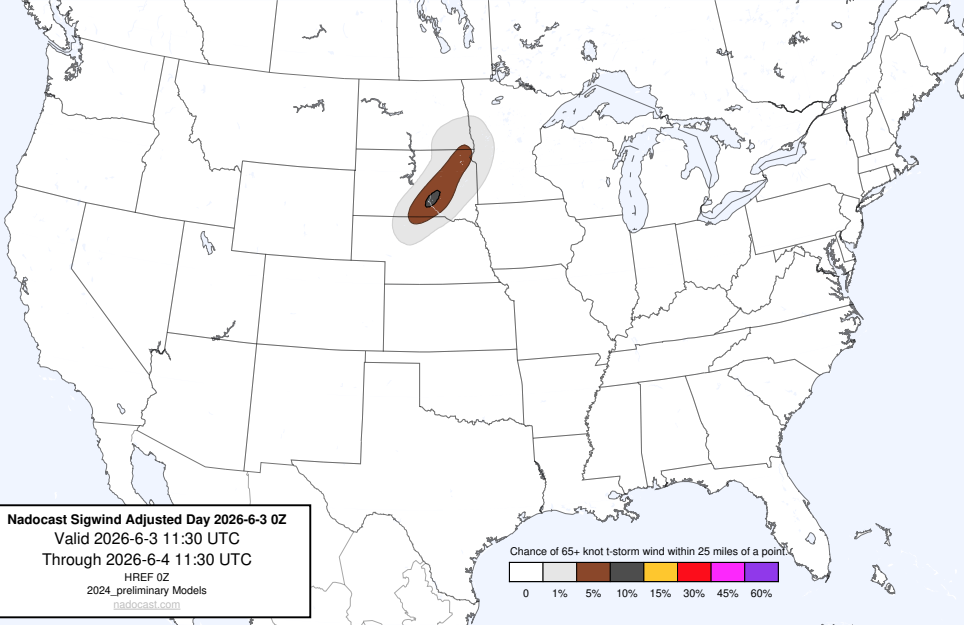 Nadocast Sigwind Adjusted Day 2026-6-3 0Z
Valid 2026-6-3 11:30 UTC
Through 2026-6-4 11:30 UTC
HREF 0Z
2024_preliminary Models
nadocast.com
Chance of 65+ knot t-storm wind within 25 miles of a point.
0 1% 5% 10% 15% 30% 45% 60%